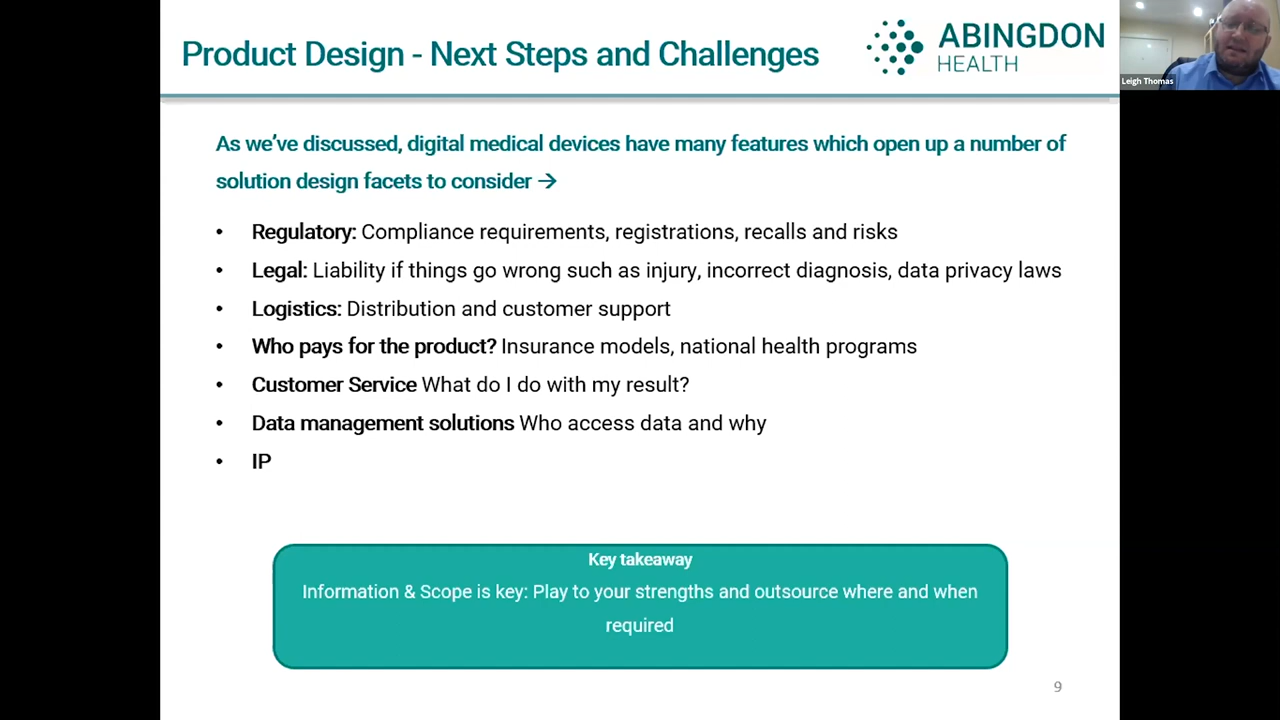 Product Design - Next Steps and Challenges
ABINGDON
HEALTH
Leigh Thomas
As we've discussed, digital medical devices have many features which open up a number of
solution design facets to consider →
• Regulatory: Compliance requirements, registrations, recalls and risks
• Legal: Liability if things go wrong such as injury, incorrect diagnosis, data privacy laws
• Logistics: Distribution and customer support
• Who pays for the product? Insurance models, national health programs
• Customer Service What do I do with my result?
• Data management solutions Who access data and why
• IP
Key takeaway
Information & Scope is key: Play to your strengths and outsource where and when
required
9